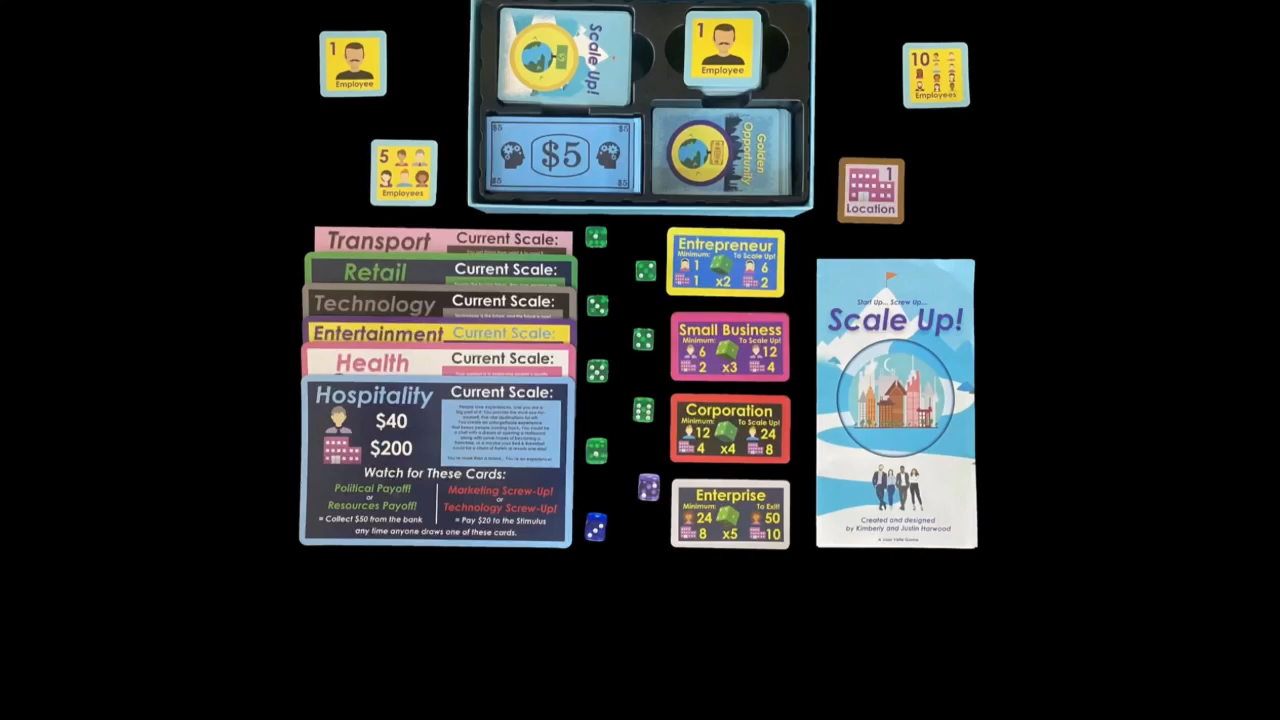 Scale Up!
1
Employee
$5
$5
$5
$5
$5
Golden
Opportunity
1
Employee
5
Employees
10
Employees
1
Location
Transport
Current Scale:
Retail
Current Scale:
Technology
Current Scale:
Entertainment
Current Scale:
Health
Current Scale:
Hospitality
Current Scale:
$40
$200
Watch for These Cards:
Political Payoff!
or
Resources Payoff!
= Collect $50 from the bank
Marketing Screw-Up!
or
Technology Screw-Up!
= Pay $20 to the Stimulus
any time anyone draws one of these cards.
Entrepreneur
Minimum: To Scale Up!
1 6
1 x2 2
Small Business
Minimum: To Scale Up!
6 12
2 x3 4
Corporation
Minimum: To Scale Up!
12 24
4 x4 8
Enterprise
Minimum: To Exit!
24 50
8 x5 10
Start Up... Screw Up...
Scale Up!
Created and designed
by Kimberly and Justin Harwood